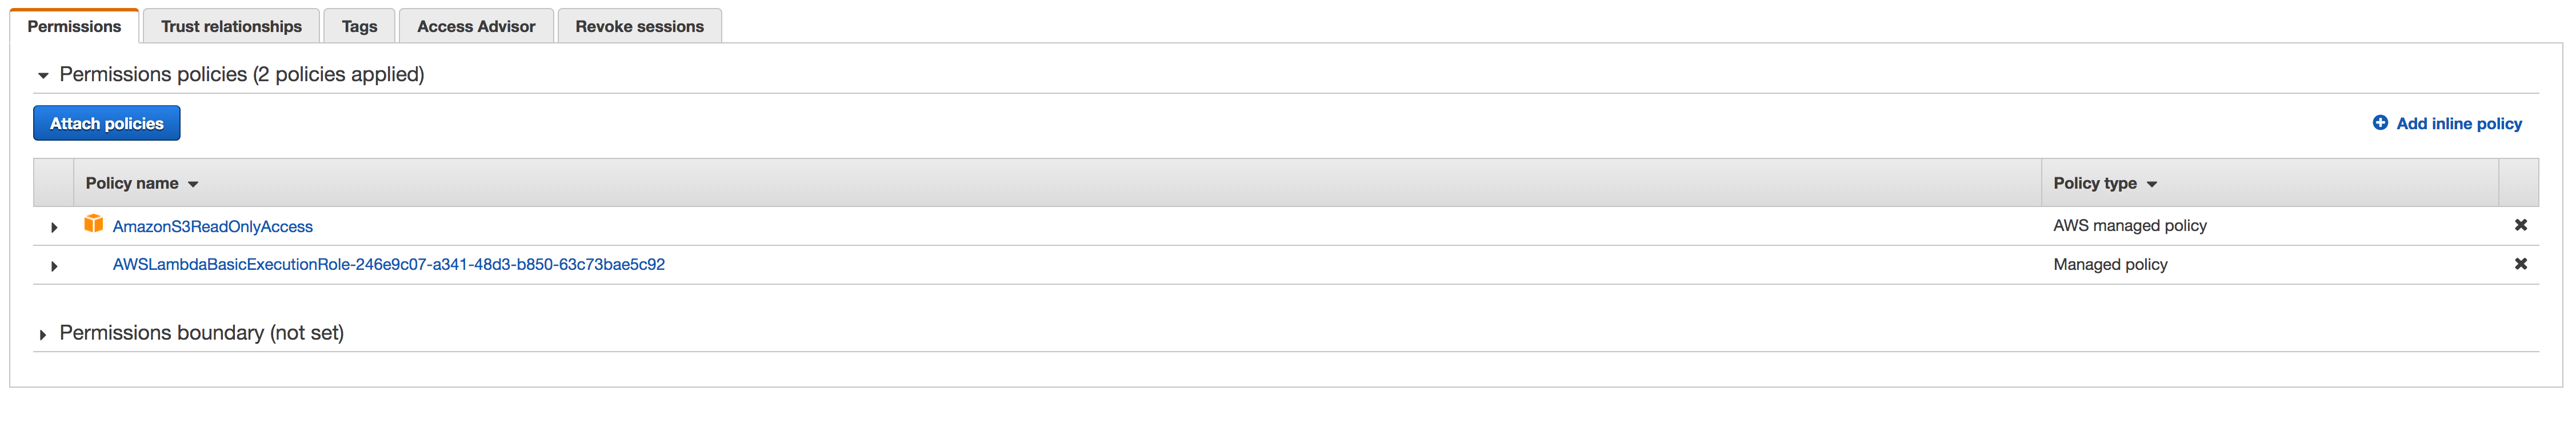 Permissions Trust relationships Tags Access Advisor Revoke sessions
Permissions policies (2 policies applied)
Attach policies Add inline policy
Policy name Policy type
AmazonS3ReadOnlyAccess AWS managed policy
AWSLambdaBasicExecutionRole-246e9c07-a341-48d3-b850-63c73bae5c92 Managed policy
Permissions boundary (not set)